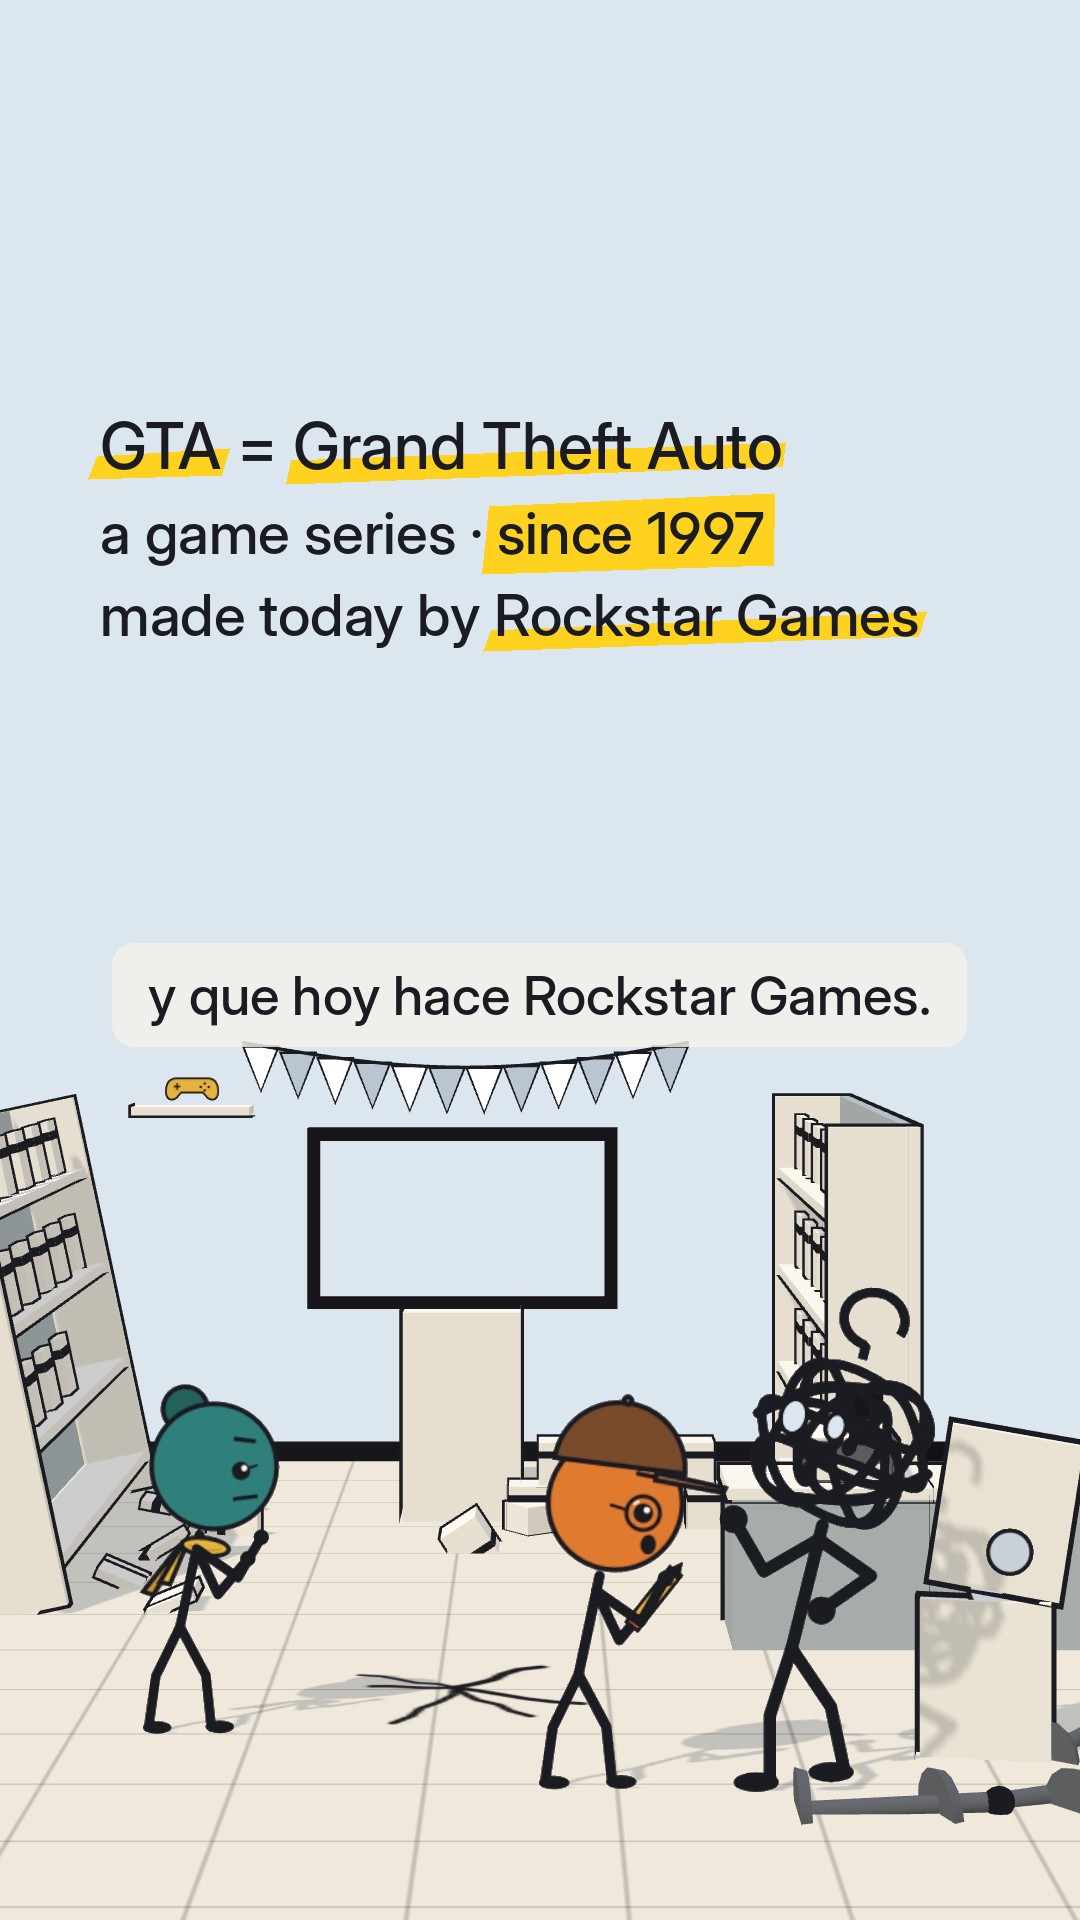 GTA = Grand Theft Auto
a game series · since 1997
made today by Rockstar Games
y que hoy hace Rockstar Games.